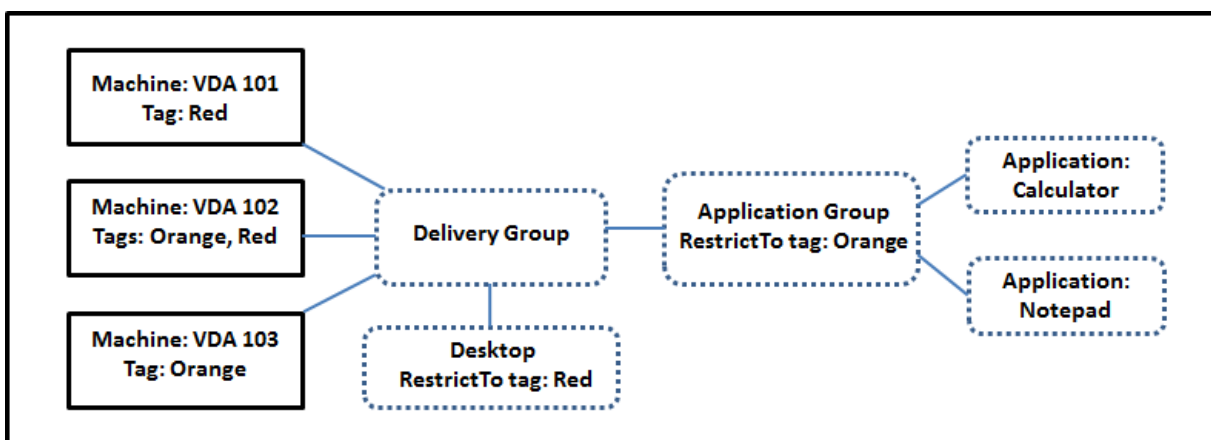 Machine: VDA 101
Tag: Red
Machine: VDA 102
Tags: Orange, Red
Machine: VDA 103
Tag: Orange
Delivery Group
Desktop
RestrictTo tag: Red
Application Group
RestrictTo tag: Orange
Application:
Calculator
Application:
Notepad